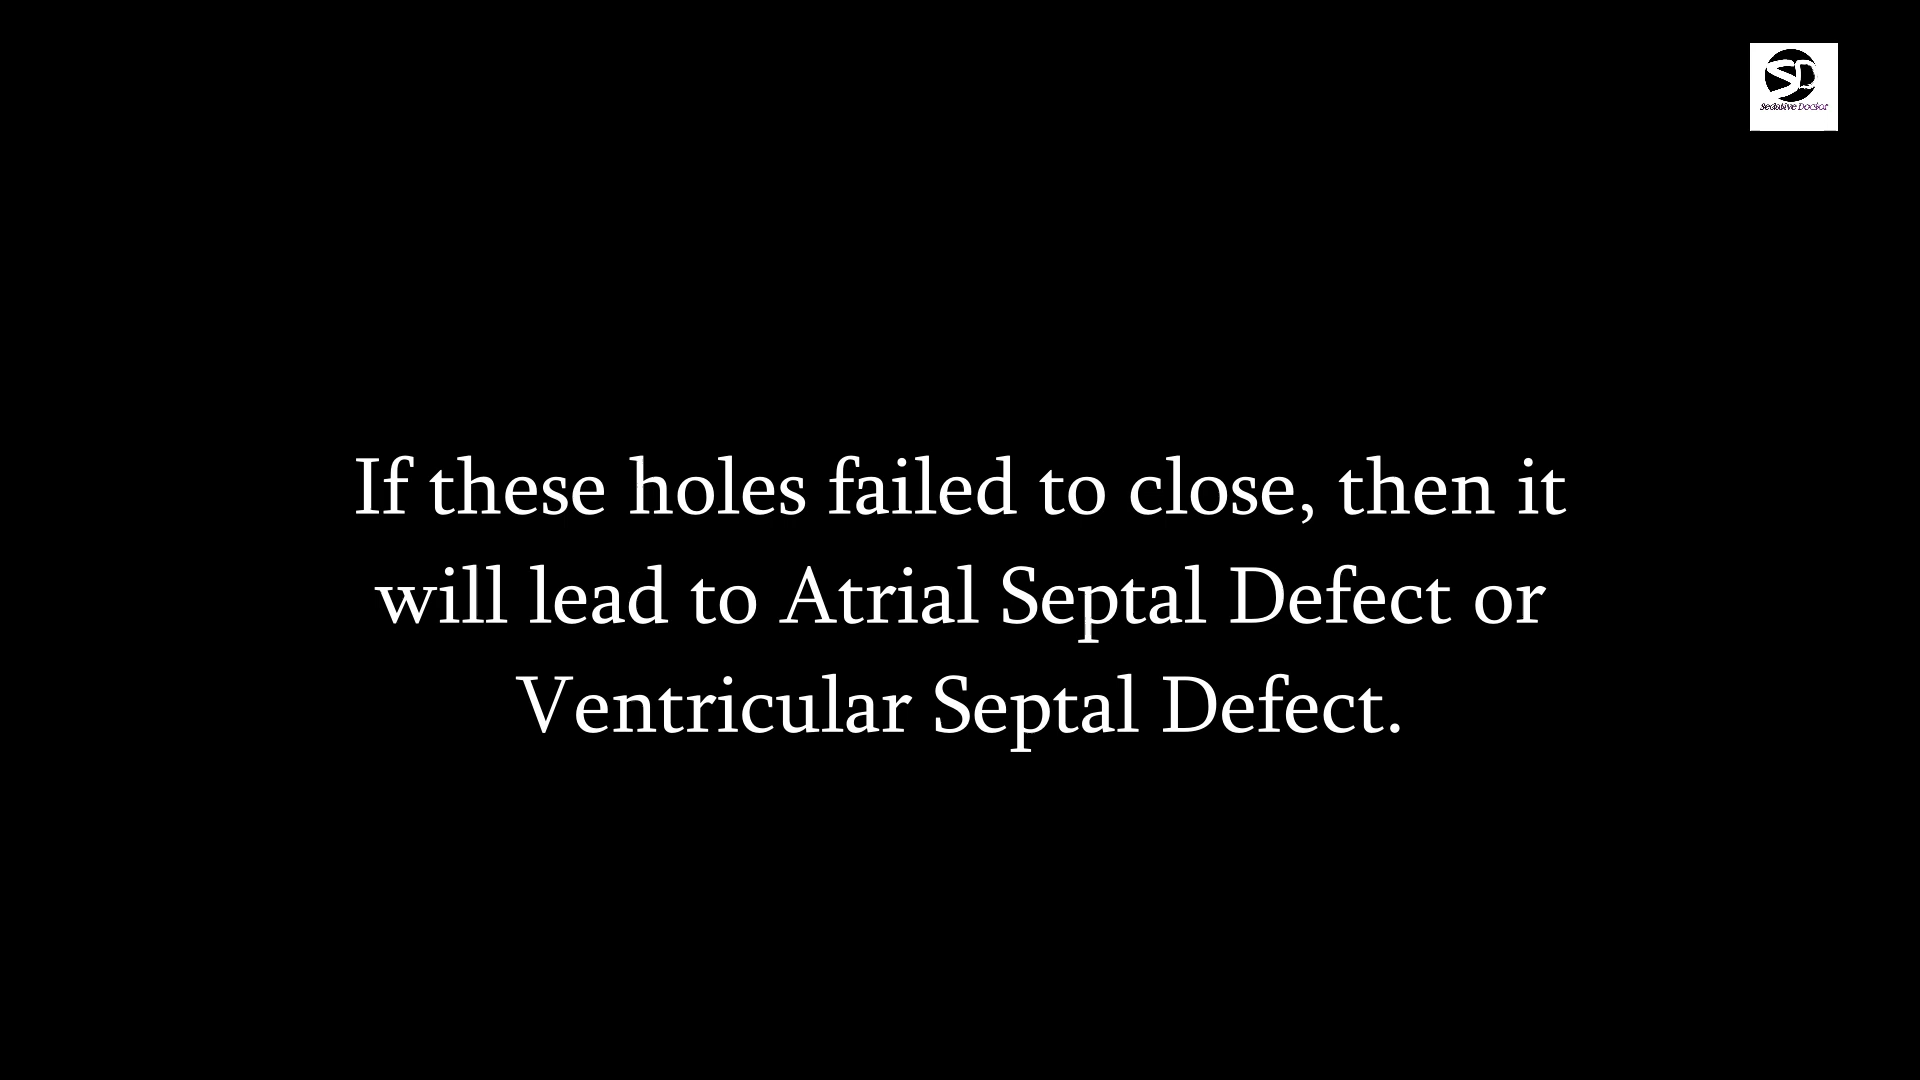 SD
Sedative Doctor
If these holes failed to close, then it
will lead to Atrial Septal Defect or
Ventricular Septal Defect.